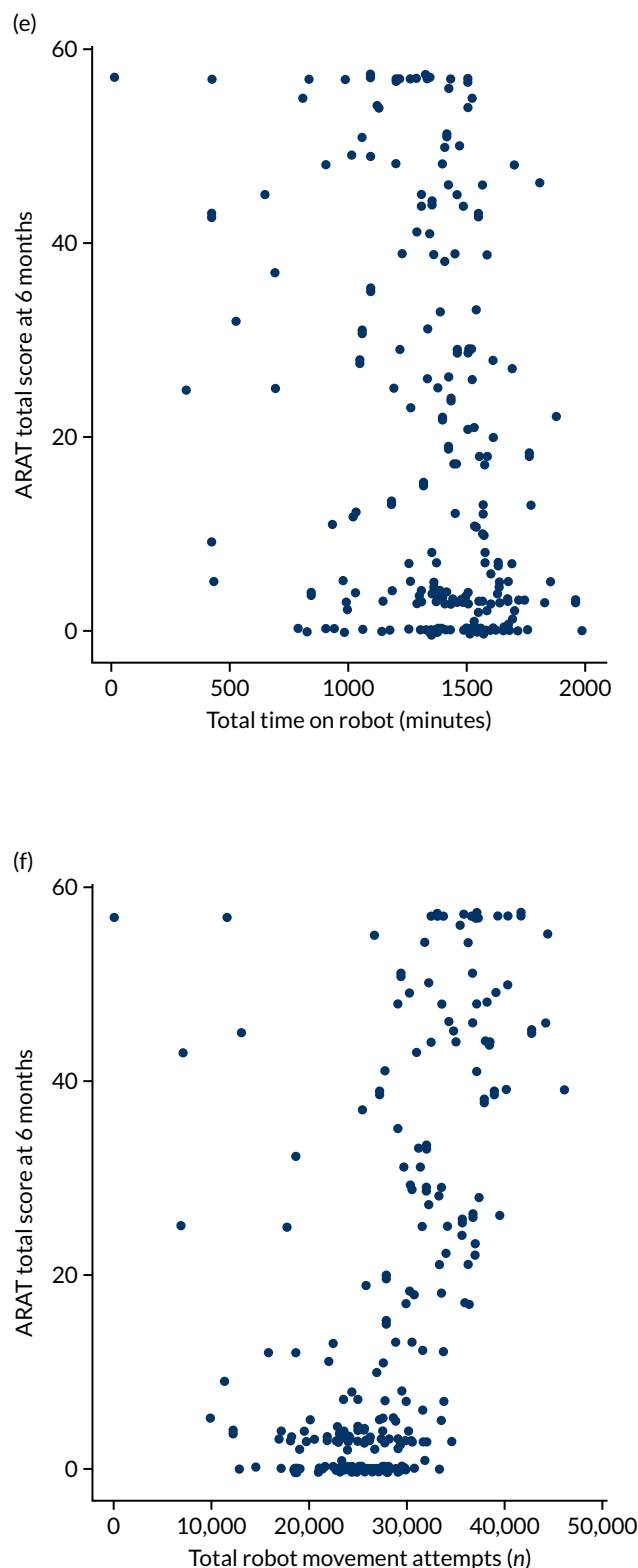 (e)
60
40
20
0
ARAT total score at 6 months
0 500 1000 1500 2000
Total time on robot (minutes)
(f)
60
40
20
0
ARAT total score at 6 months
0 10,000 20,000 30,000 40,000 50,000
Total robot movement attempts (n)